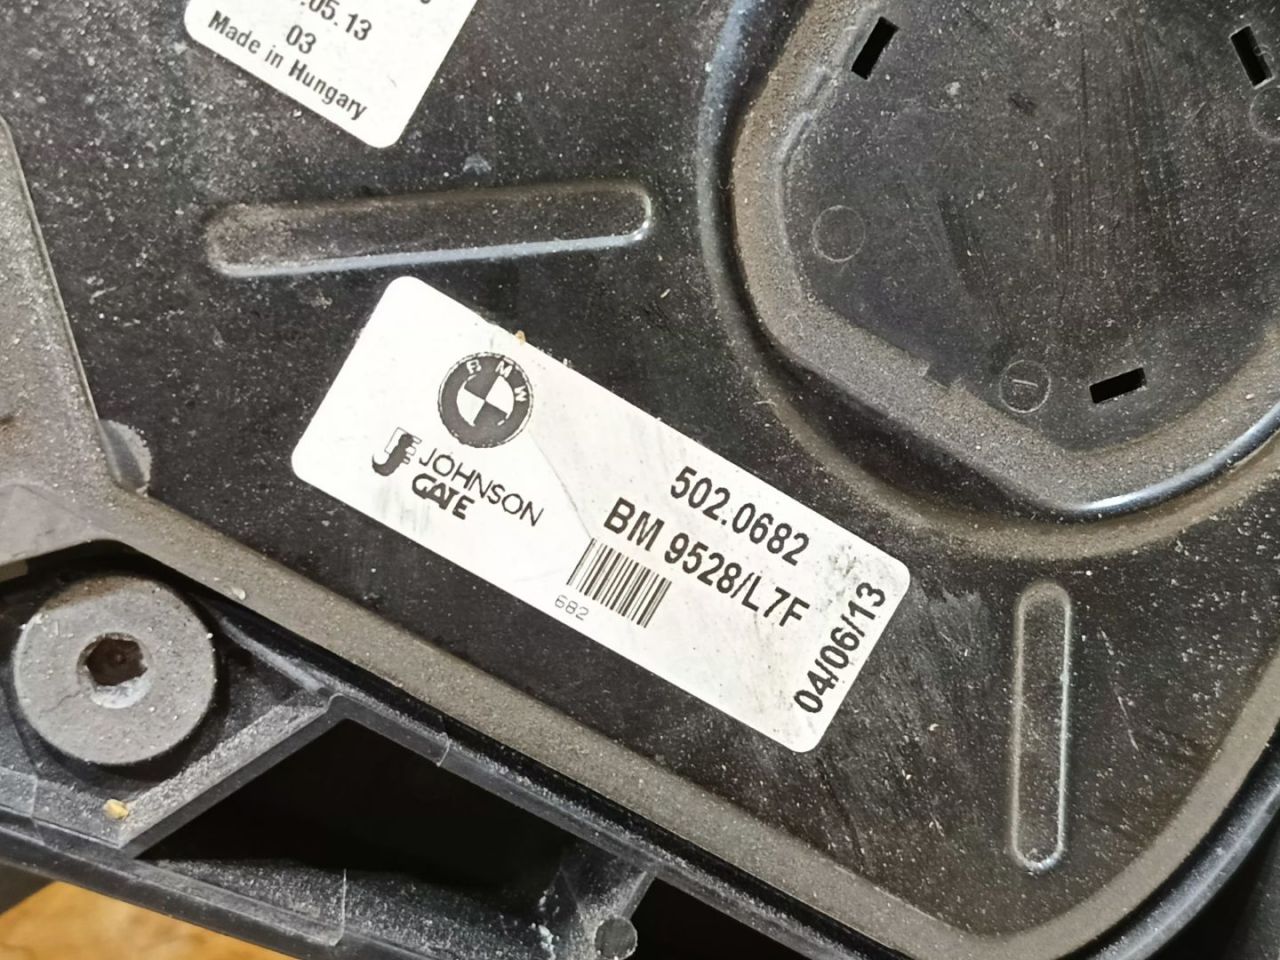 .05.13
03
Made in Hungary
BMW
JOHNSON
GATE
502.0682
BM 9528/L7F
682
04/06/13